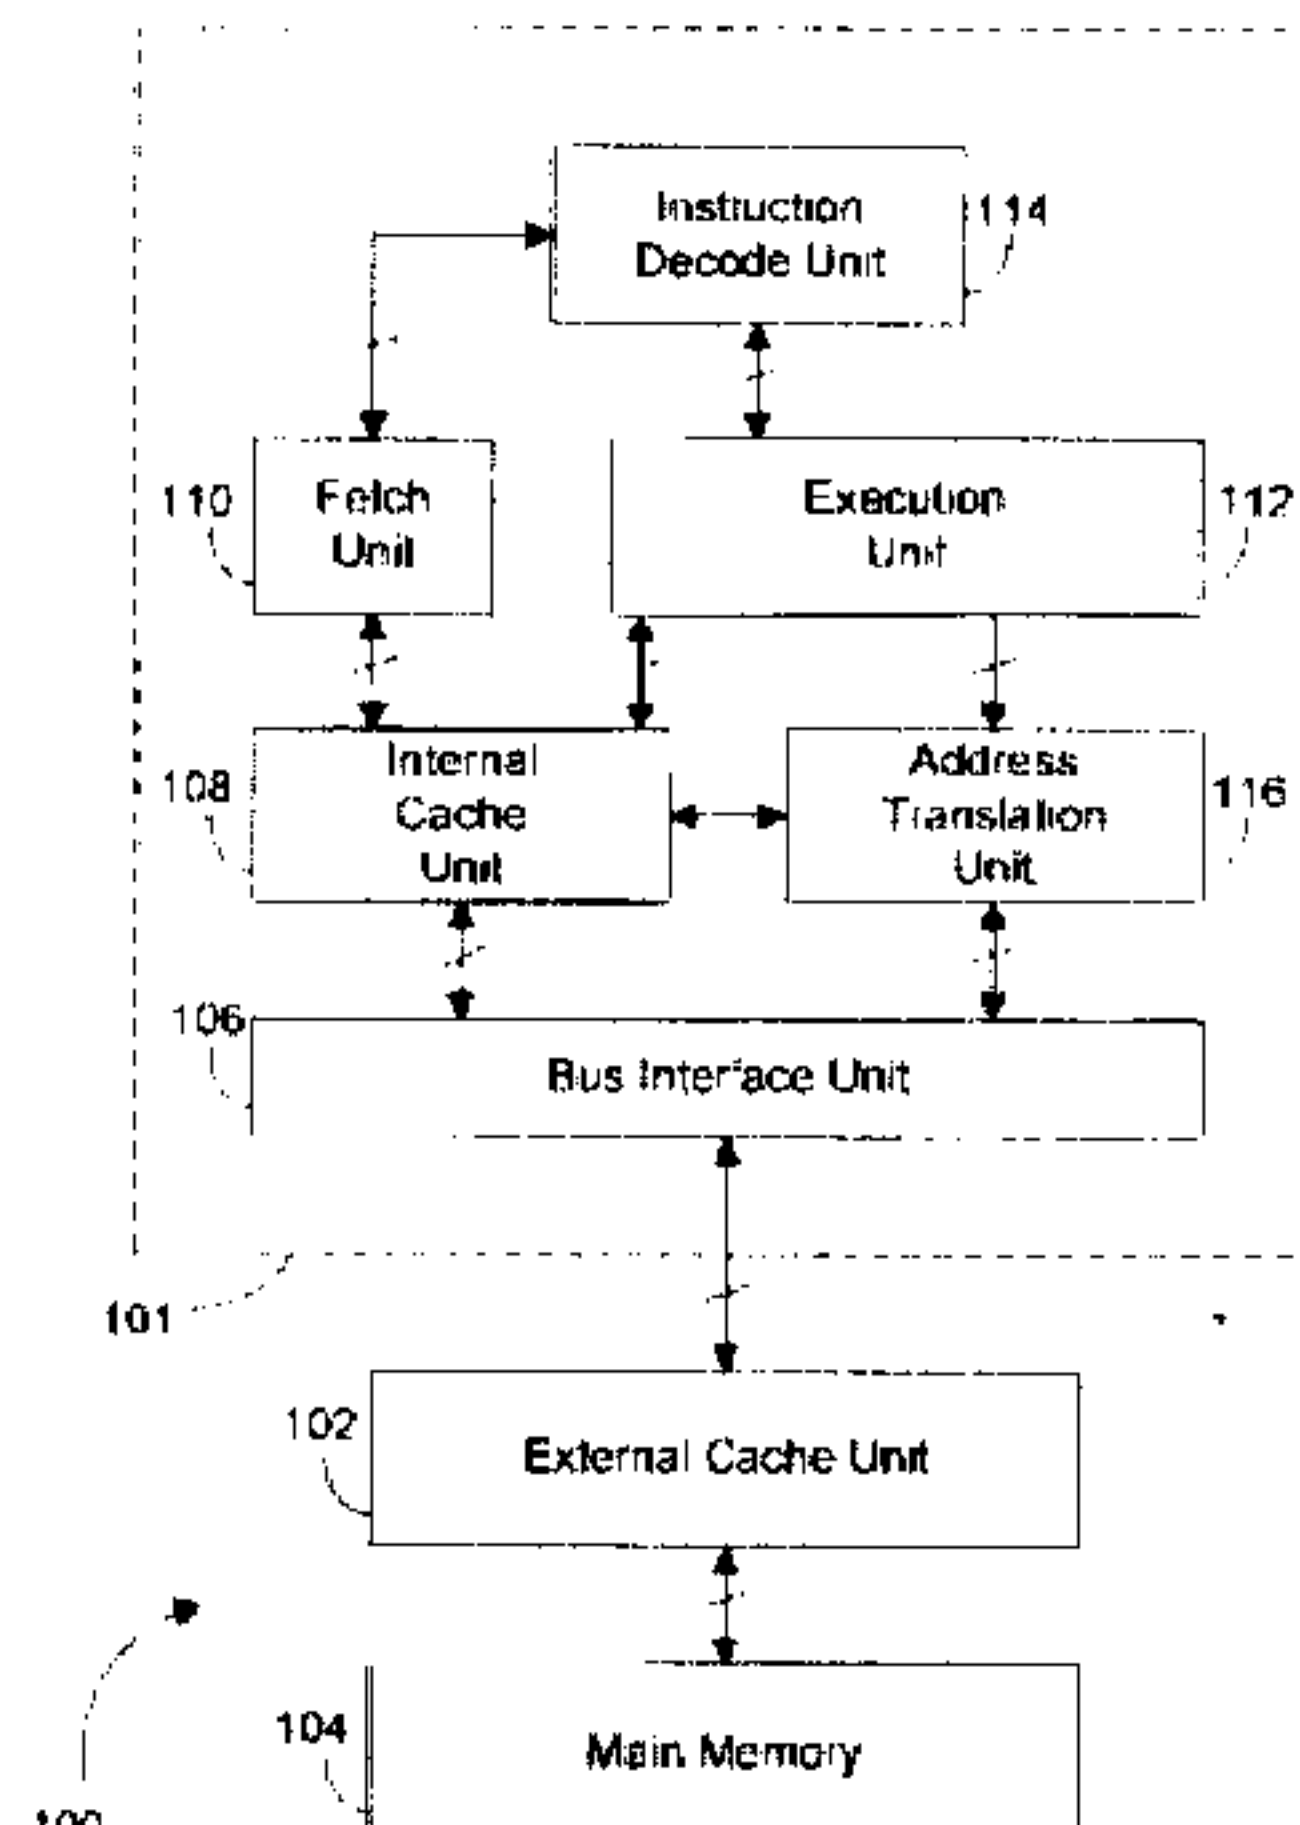 Instruction
Decode Unit
114
110
Fetch
Unit
Execution
Unit
112
108
Internal
Cache
Unit
Address
Translation
Unit
116
106
Bus Interface Unit
101
102
External Cache Unit
104
Main Memory
100